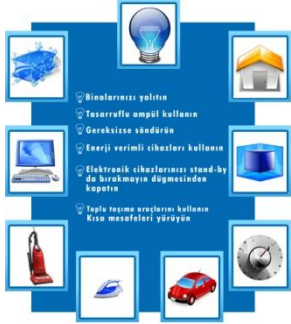 Binalarınızı yalıtın
Tasarruflu ampül kullanın
Gereksizse söndürün
Enerji verimli cihazları kullanın
Elektronik cihazlarınızı stand-by
da bırakmayın düğmesinden
kapatın
Toplu taşıma araçlarını kullanın
Kısa mesafeleri yürüyün